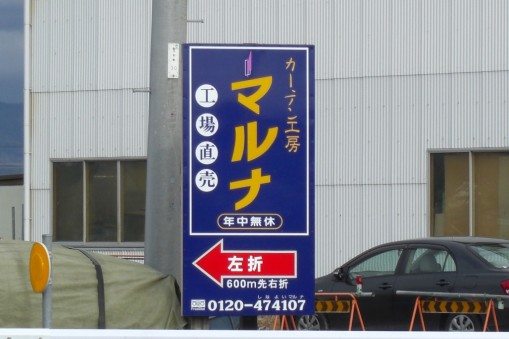 カーテン工房
マルナ
工場直売
年中無休
左折
600m先右折
0120-474107